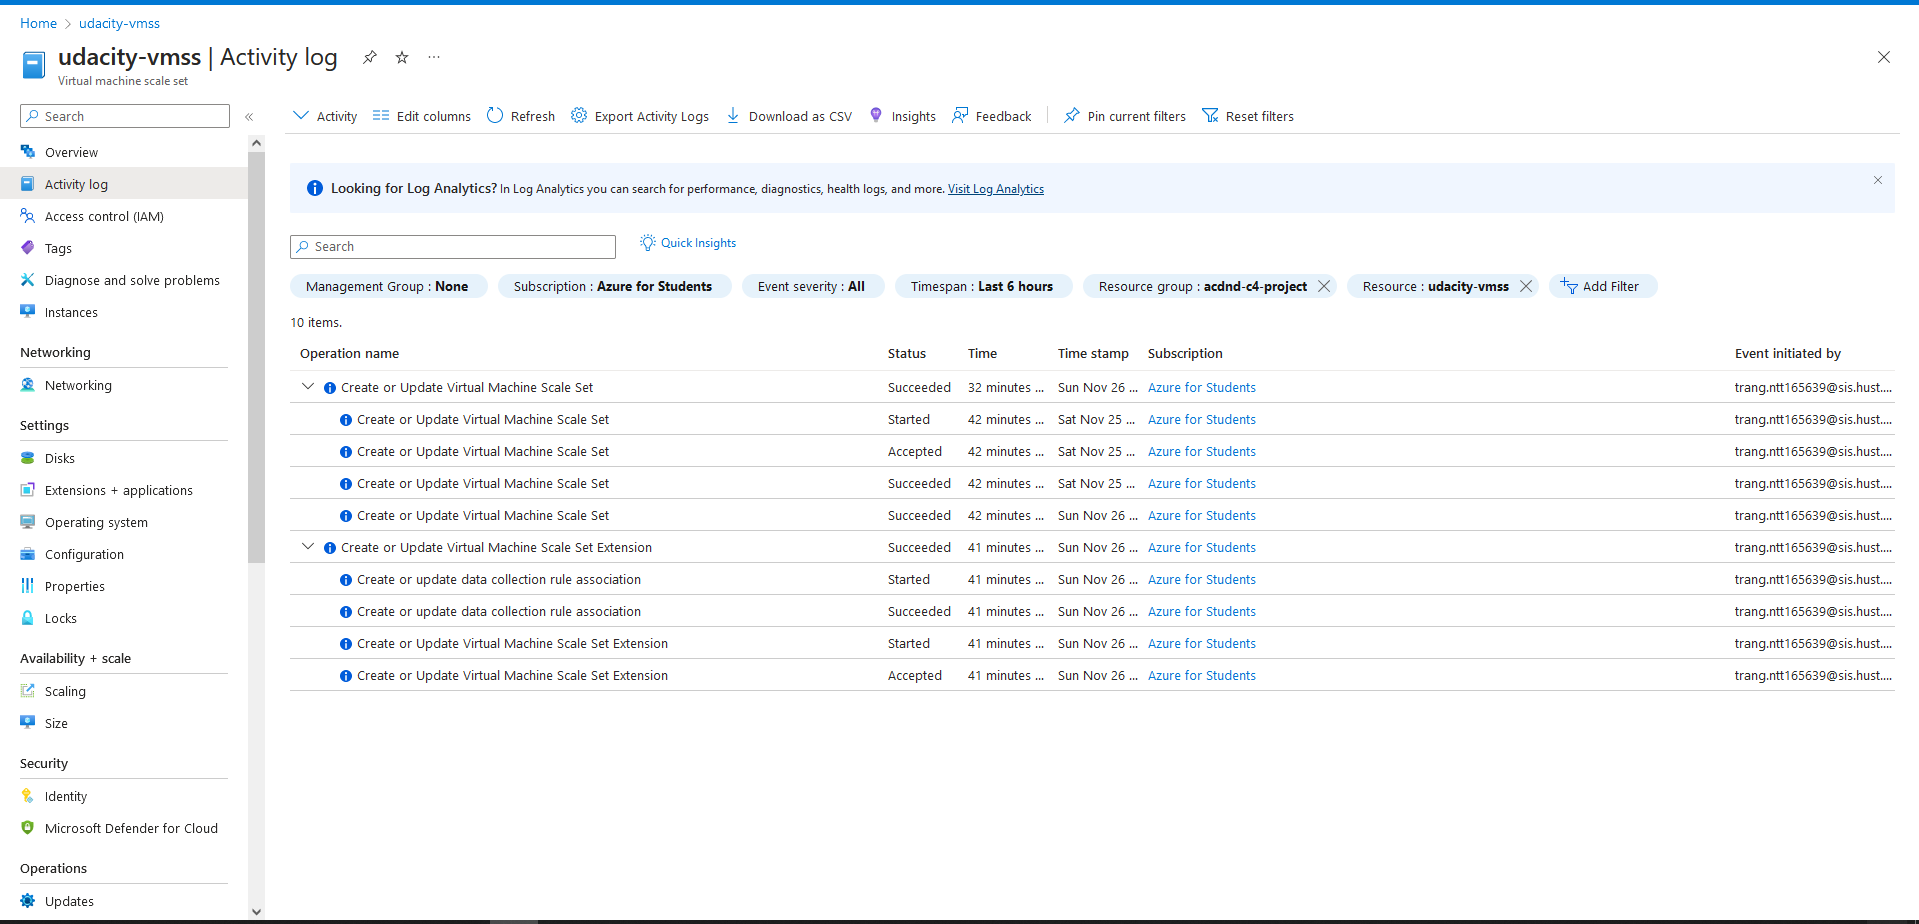 Home > udacity-vmss
udacity-vmss | Activity log ...
Virtual machine scale set
Search
«
Overview
Activity log
Access control (IAM)
Tags
Diagnose and solve problems
Instances
Networking
Networking
Settings
Disks
Extensions + applications
Operating system
Configuration
Properties
Locks
Availability + scale
Scaling
Size
Security
Identity
Microsoft Defender for Cloud
Operations
Updates
Activity Edit columns Refresh Export Activity Logs Download as CSV Insights Feedback Pin current filters Reset filters
Looking for Log Analytics? In Log Analytics you can search for performance, diagnostics, health logs, and more. Visit Log Analytics
Search Quick Insights
Management Group : None Subscription : Azure for Students Event severity : All Timespan : Last 6 hours Resource group : acdnd-c4-project Resource : udacity-vmss Add Filter
10 items.
Operation name Status Time Time stamp Subscription Event initiated by
Create or Update Virtual Machine Scale Set Succeeded 32 minutes ... Sun Nov 26 ... Azure for Students trang.ntt165639@sis.hust....
Create or Update Virtual Machine Scale Set Started 42 minutes ... Sat Nov 25 ... Azure for Students trang.ntt165639@sis.hust....
Create or Update Virtual Machine Scale Set Accepted 42 minutes ... Sat Nov 25 ... Azure for Students trang.ntt165639@sis.hust....
Create or Update Virtual Machine Scale Set Succeeded 42 minutes ... Sat Nov 25 ... Azure for Students trang.ntt165639@sis.hust....
Create or Update Virtual Machine Scale Set Succeeded 42 minutes ... Sun Nov 26 ... Azure for Students trang.ntt165639@sis.hust....
Create or Update Virtual Machine Scale Set Extension Succeeded 41 minutes ... Sun Nov 26 ... Azure for Students trang.ntt165639@sis.hust....
Create or update data collection rule association Started 41 minutes ... Sun Nov 26 ... Azure for Students trang.ntt165639@sis.hust....
Create or update data collection rule association Succeeded 41 minutes ... Sun Nov 26 ... Azure for Students trang.ntt165639@sis.hust....
Create or Update Virtual Machine Scale Set Extension Started 41 minutes ... Sun Nov 26 ... Azure for Students trang.ntt165639@sis.hust....
Create or Update Virtual Machine Scale Set Extension Accepted 41 minutes ... Sun Nov 26 ... Azure for Students trang.ntt165639@sis.hust....